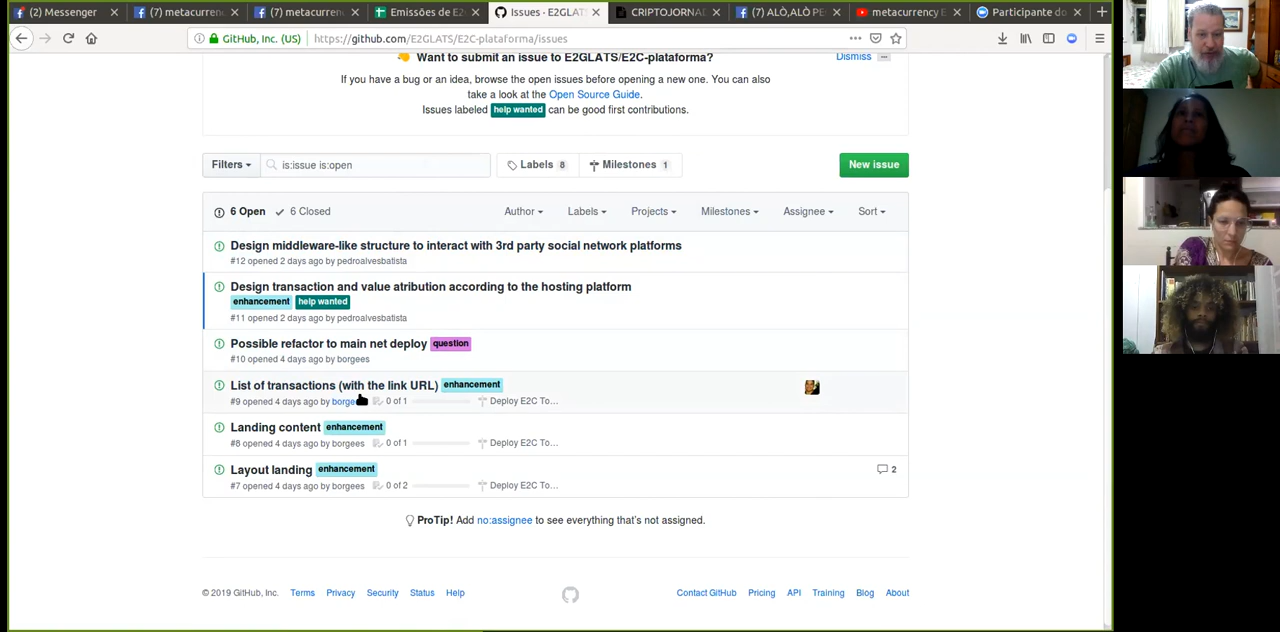 (2) Messenger
(7) metacurren
(7) metacurren
Emissões de E2
Issues · E2GLAT
CRIPTOJORNA
(7) ALÔ,ALÔ PE
metacurrency E
Participante do
GitHub, Inc. (US) https://github.com/E2GLATS/E2C-plataforma/issues
Want to submit an issue to E2GLATS/E2C-plataforma?
Dismiss
If you have a bug or an idea, browse the open issues before opening a new one. You can also
take a look at the Open Source Guide.
Issues labeled help wanted can be good first contributions.
Filters is:issue is:open Labels 8 Milestones 1 New issue
6 Open 6 Closed Author Labels Projects Milestones Assignee Sort
Design middleware-like structure to interact with 3rd party social network platforms
#12 opened 2 days ago by pedroalvesbatista
Design transaction and value atribution according to the hosting platform
enhancement help wanted
#11 opened 2 days ago by pedroalvesbatista
Possible refactor to main net deploy question
#10 opened 4 days ago by borgees
List of transactions (with the link URL) enhancement
#9 opened 4 days ago by borge 0 of 1 Deploy E2C To...
Landing content enhancement
#8 opened 4 days ago by borgees 0 of 1 Deploy E2C To...
Layout landing enhancement
2
#7 opened 4 days ago by borgees 0 of 2 Deploy E2C To...
ProTip! Add no:assignee to see everything that's not assigned.
© 2019 GitHub, Inc. Terms Privacy Security Status Help Contact GitHub Pricing API Training Blog About